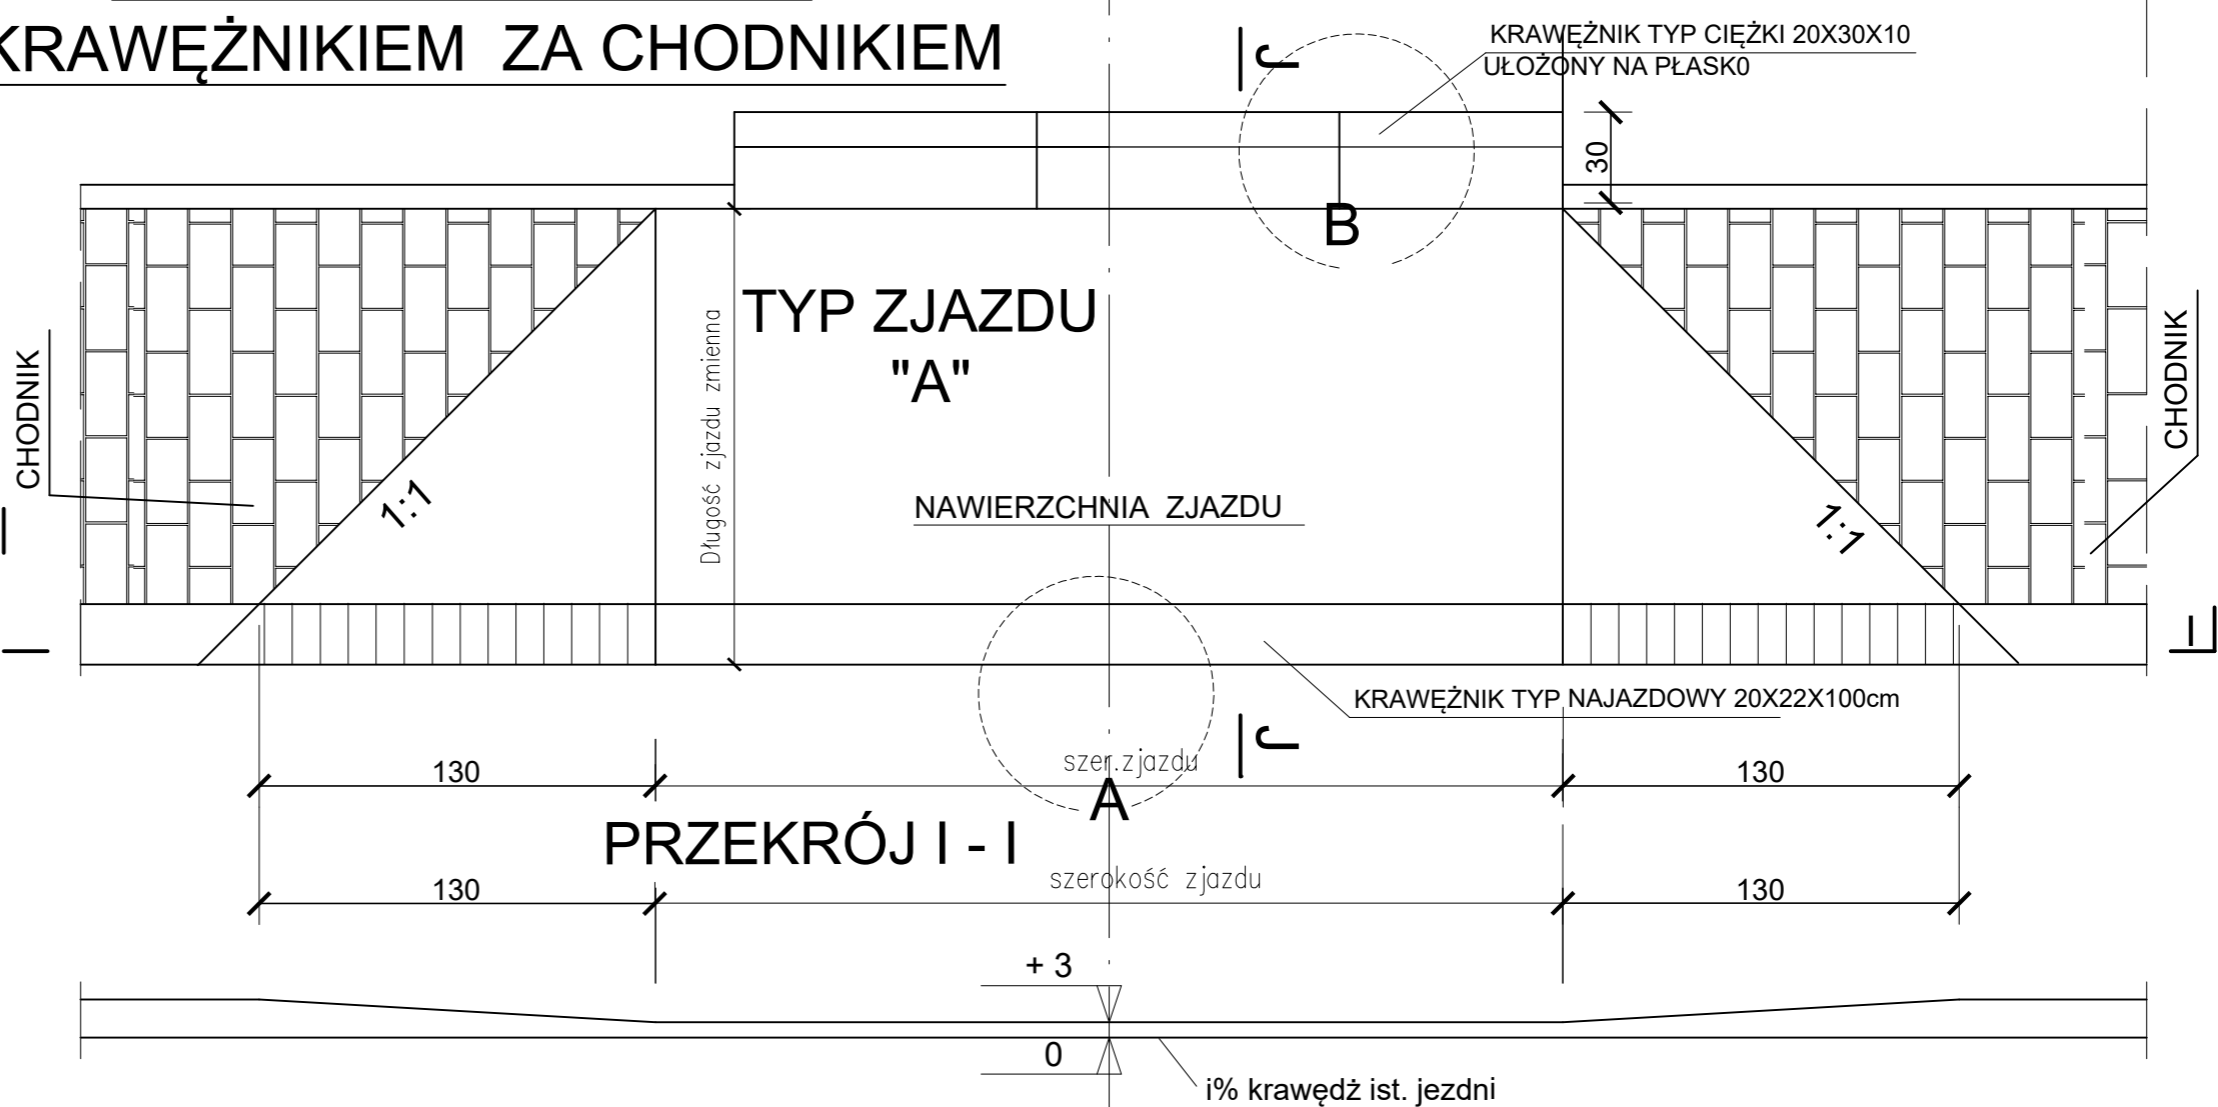 KRAWĘŻNIKIEM ZA CHODNIKIEM
J
KRAWĘŻNIK TYP CIĘŻKI 20X30X10
UŁOŻONY NA PŁASK0
30
B
TYP ZJAZDU
"A"
Długość zjazdu zmienna
CHODNIK
CHODNIK
1:1
1:1
NAWIERZCHNIA ZJAZDU
I
I
KRAWĘŻNIK TYP NAJAZDOWY 20X22X100cm
J
szer.zjazdu
130
130
A
PRZEKRÓJ I - I
szerokość zjazdu
130
130
+ 3
0
i% krawędż ist. jezdni